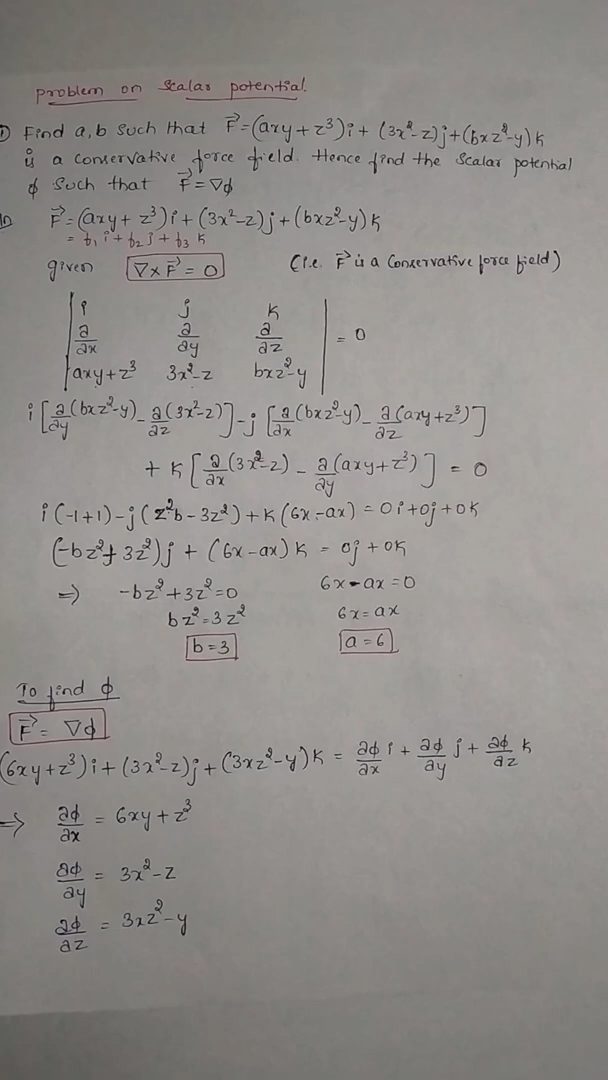 problem on scalar potential.
1) Find a,b such that F⃗=(axy+z³)i+(3x²-z)j+(bxz²-y)k
is a conservative force field. Hence find the scalar potential
ϕ such that F⃗=∇ϕ
F⃗=(axy+z³)i+(3x²-z)j+(bxz²-y)k
= f₁i+f₂j+f₃k
given ∇×F⃗=0 (i.e. F⃗ is a conservative force field)
| i j k |
| ∂/∂x ∂/∂y ∂/∂z | = 0
| axy+z³ 3x²-z bxz²-y |
i[∂/∂y(bxz²-y)-∂/∂z(3x²-z)]-j[∂/∂x(bxz²-y)-∂/∂z(axy+z³)]
+k[∂/∂x(3x²-z)-∂/∂y(axy+z³)]=0
i(-1+1)-j(z²b-3z²)+k(6x-ax)=0i+0j+0k
(-bz²+3z²)j+(6x-ax)k=0j+0k
⇒ -bz²+3z²=0 6x-ax=0
bz²=3z² 6x=ax
b=3 a=6
To find ϕ
F⃗=∇ϕ
(6xy+z³)i+(3x²-z)j+(3xz²-y)k=∂ϕ/∂x i+∂ϕ/∂y j+∂ϕ/∂z k
⇒ ∂ϕ/∂x=6xy+z³
∂ϕ/∂y=3x²-z
∂ϕ/∂z=3xz²-y